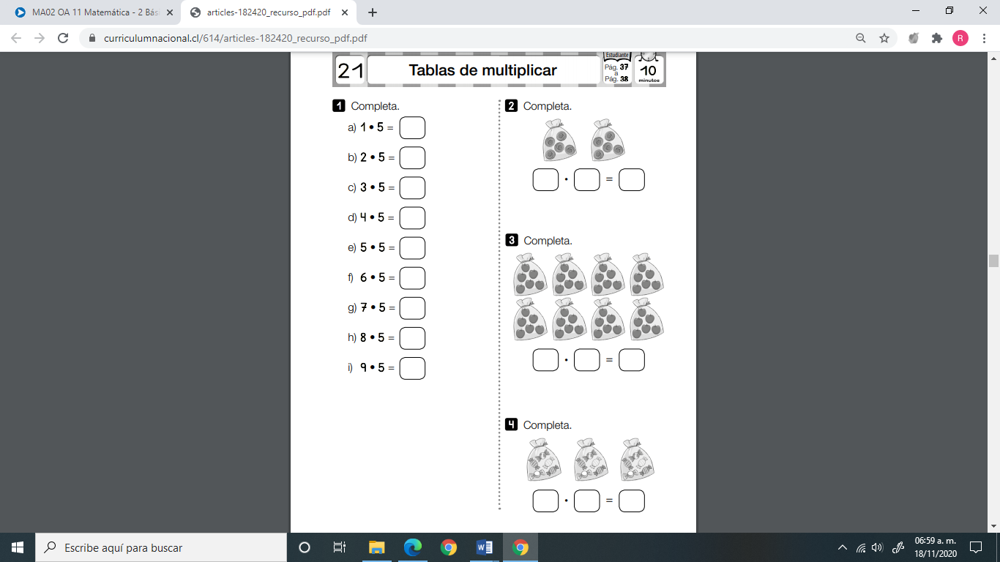 MA02 OA 11 Matemática - 2 Bás
articles-182420_recurso_pdf.pdf
curriculumnacional.cl/614/articles-182420_recurso_pdf.pdf
R
21
Tablas de multiplicar
Estudiante
Pág. 37
a
Pág. 38
10
minutos
1 Completa.
a) 1 • 5 =
b) 2 • 5 =
c) 3 • 5 =
d) 4 • 5 =
e) 5 • 5 =
f) 6 • 5 =
g) 7 • 5 =
h) 8 • 5 =
i) 9 • 5 =
2 Completa.
• =
3 Completa.
• =
4 Completa.
• =
Escribe aquí para buscar
06:59 a. m.
18/11/2020